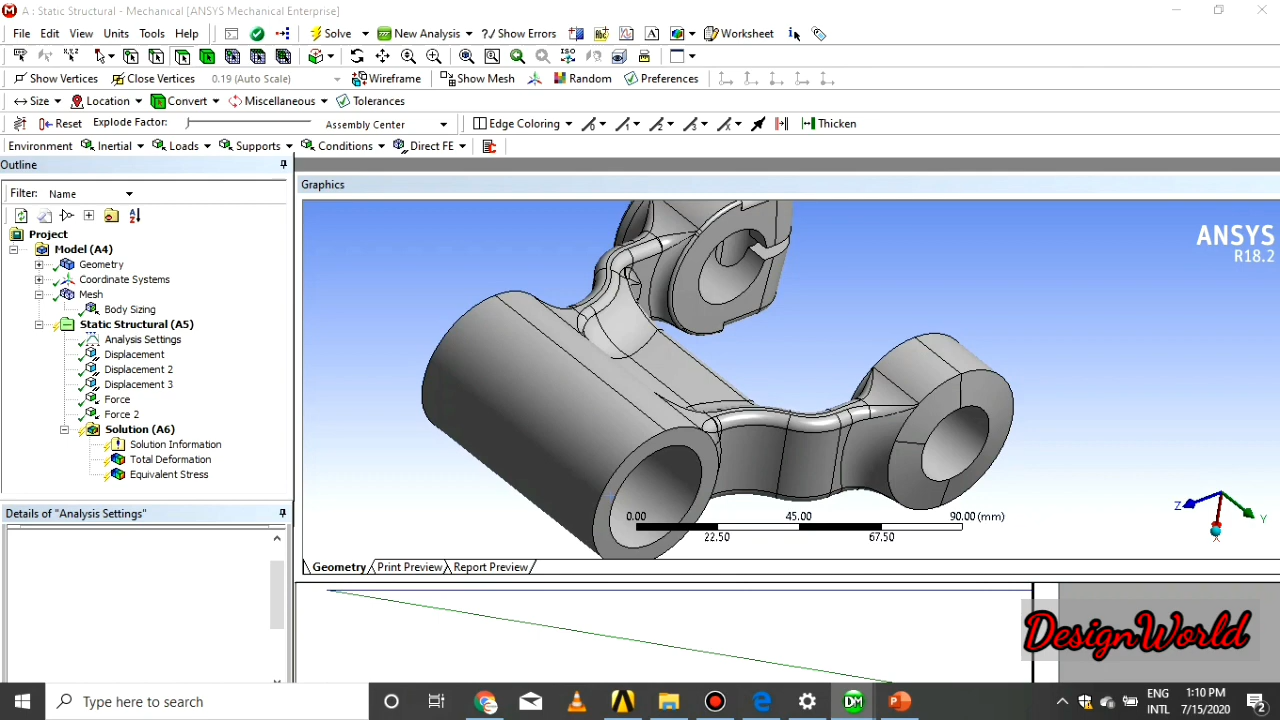 A : Static Structural - Mechanical [ANSYS Mechanical Enterprise]
File Edit View Units Tools Help Solve New Analysis ?/ Show Errors Worksheet
Show Vertices Close Vertices 0.19 (Auto Scale) Wireframe Show Mesh Random Preferences
Size Location Convert Miscellaneous Tolerances
Reset Explode Factor: Assembly Center Edge Coloring Thicken
Environment Inertial Loads Supports Conditions Direct FE
Outline
Graphics
Filter: Name
Project
Model (A4)
Geometry
Coordinate Systems
Mesh
Body Sizing
Static Structural (A5)
Analysis Settings
Displacement
Displacement 2
Displacement 3
Force
Force 2
Solution (A6)
Solution Information
Total Deformation
Equivalent Stress
Details of "Analysis Settings"
ANSYS
R18.2
0.00 45.00 90.00 (mm)
22.50 67.50
Z Y X
Geometry Print Preview Report Preview
DesignWorld
Type here to search
DM
ENG
INTL
1:10 PM
7/15/2020
2